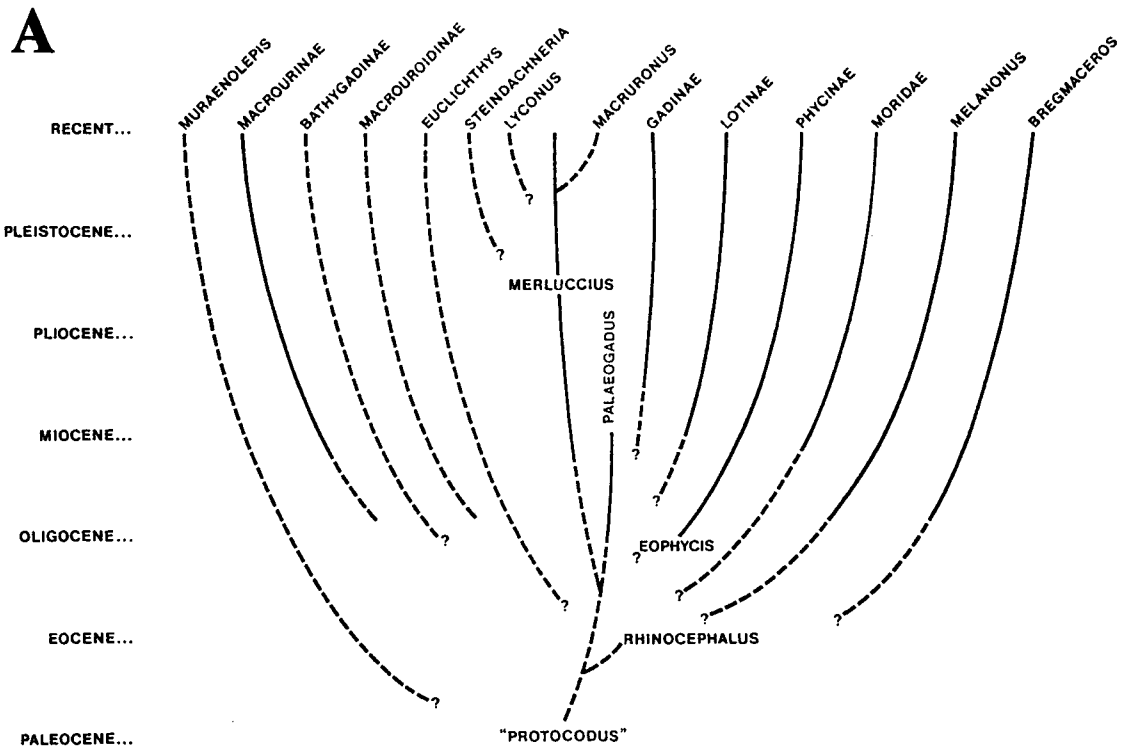 A
MURAENOLEPIS
MACROURINAE
BATHYGADINAE
MACROUROIDINAE
EUCLICHTHYS
STEINDACHNERIA
LYCONUS
MACRURONUS
GADINAE
LOTINAE
PHYCINAE
MORIDAE
MELANONUS
BREGMACEROS
RECENT...
?
PLEISTOCENE...
?
MERLUCCIUS
PLIOCENE...
PALAEOGADUS
MIOCENE...
?
?
OLIGOCENE...
?
EOPHYCIS
?
?
?
?
?
EOCENE...
RHINOCEPHALUS
?
PALEOCENE...
"PROTOCODUS"